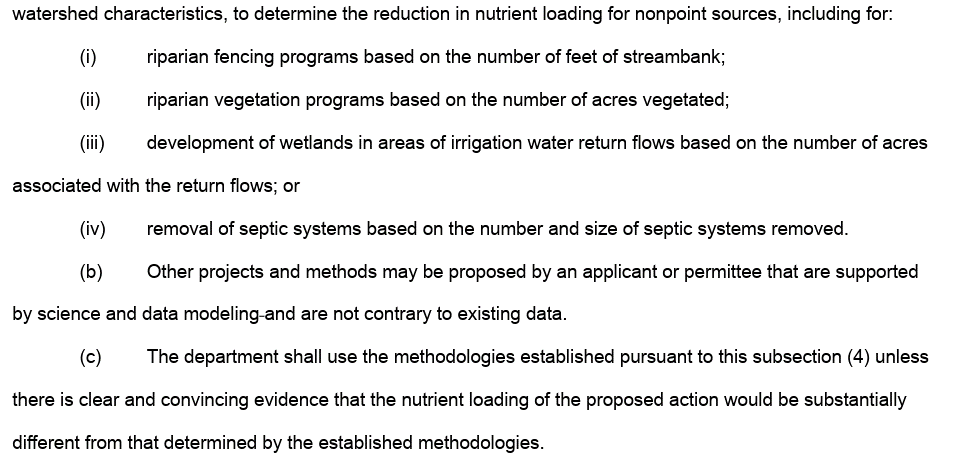 watershed characteristics, to determine the reduction in nutrient loading for nonpoint sources, including for:
(i) riparian fencing programs based on the number of feet of streambank;
(ii) riparian vegetation programs based on the number of acres vegetated;
(iii) development of wetlands in areas of irrigation water return flows based on the number of acres
associated with the return flows; or
(iv) removal of septic systems based on the number and size of septic systems removed.
(b) Other projects and methods may be proposed by an applicant or permittee that are supported
by science and data modeling-and are not contrary to existing data.
(c) The department shall use the methodologies established pursuant to this subsection (4) unless
there is clear and convincing evidence that the nutrient loading of the proposed action would be substantially
different from that determined by the established methodologies.